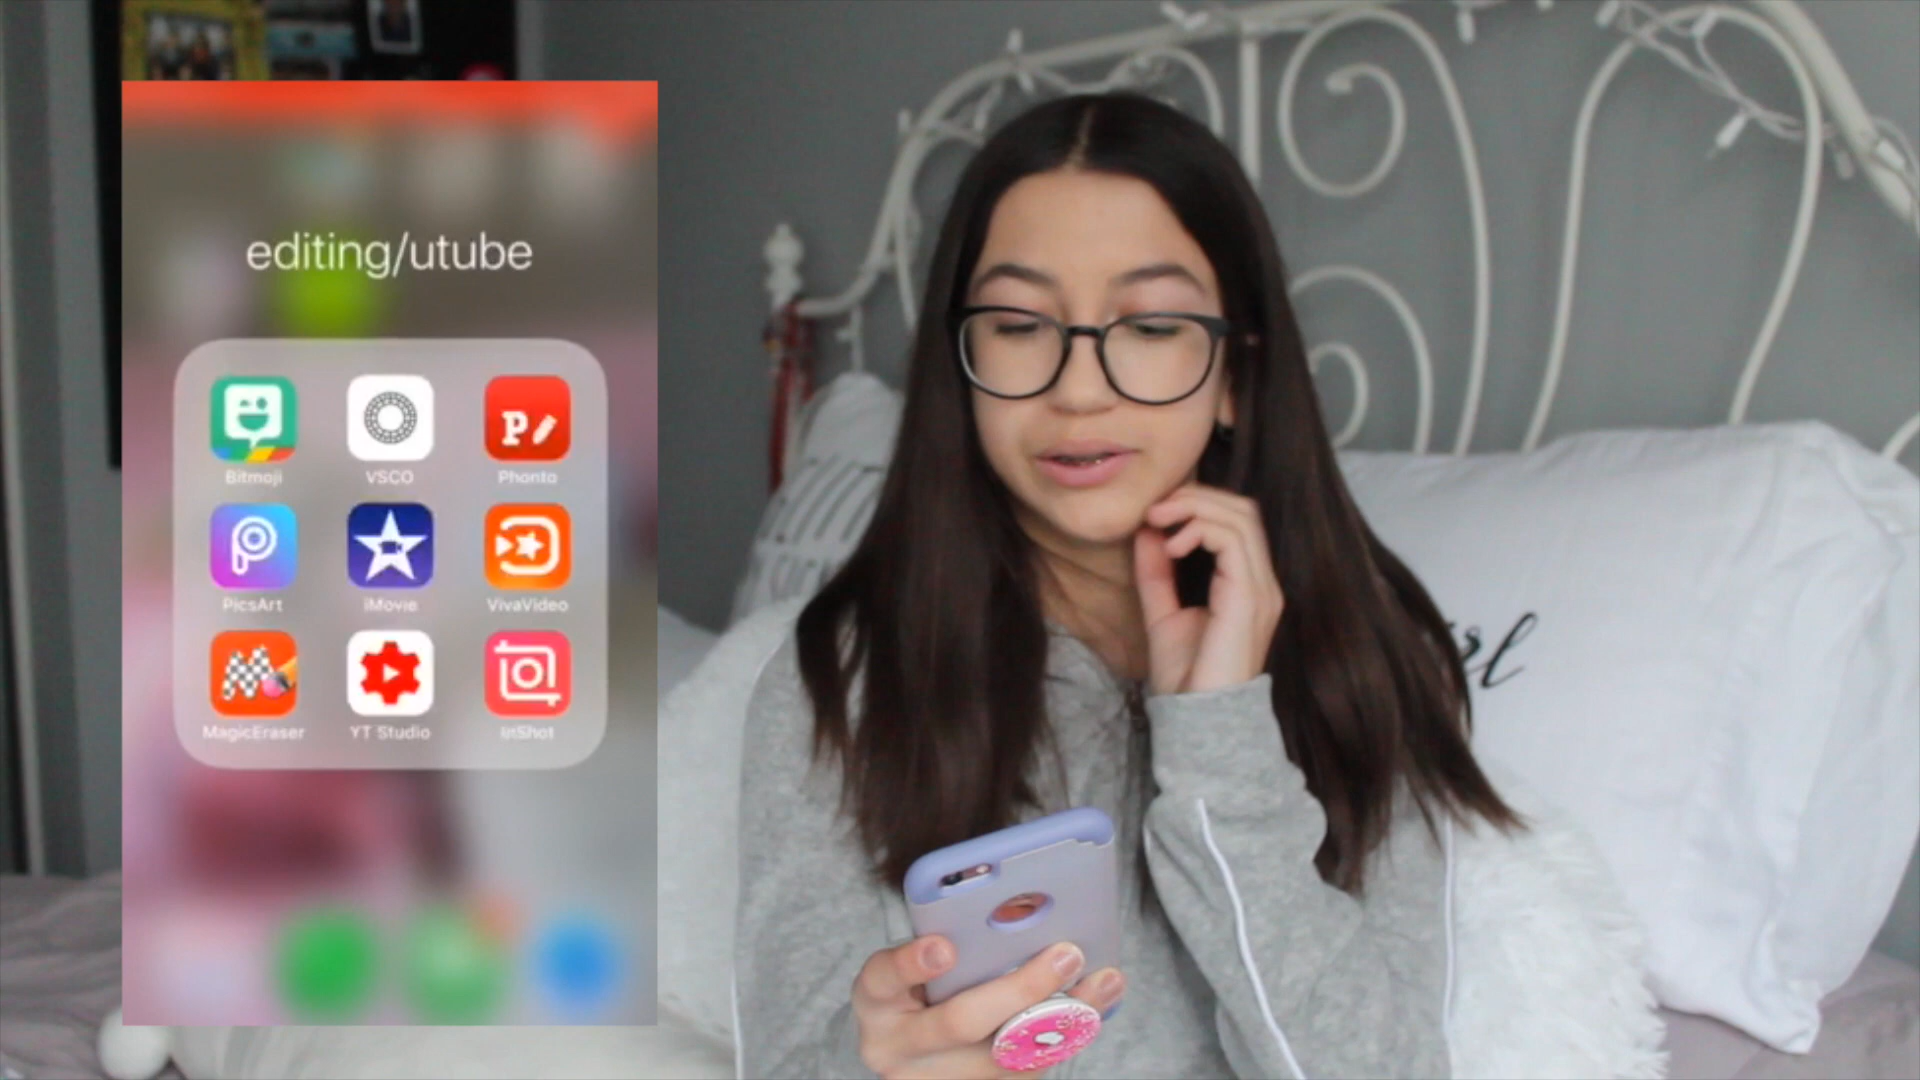 editing/utube
Bitmoji VSCO Phonto
PicsArt iMovie VivaVideo
MagicEraser YT Studio InShot